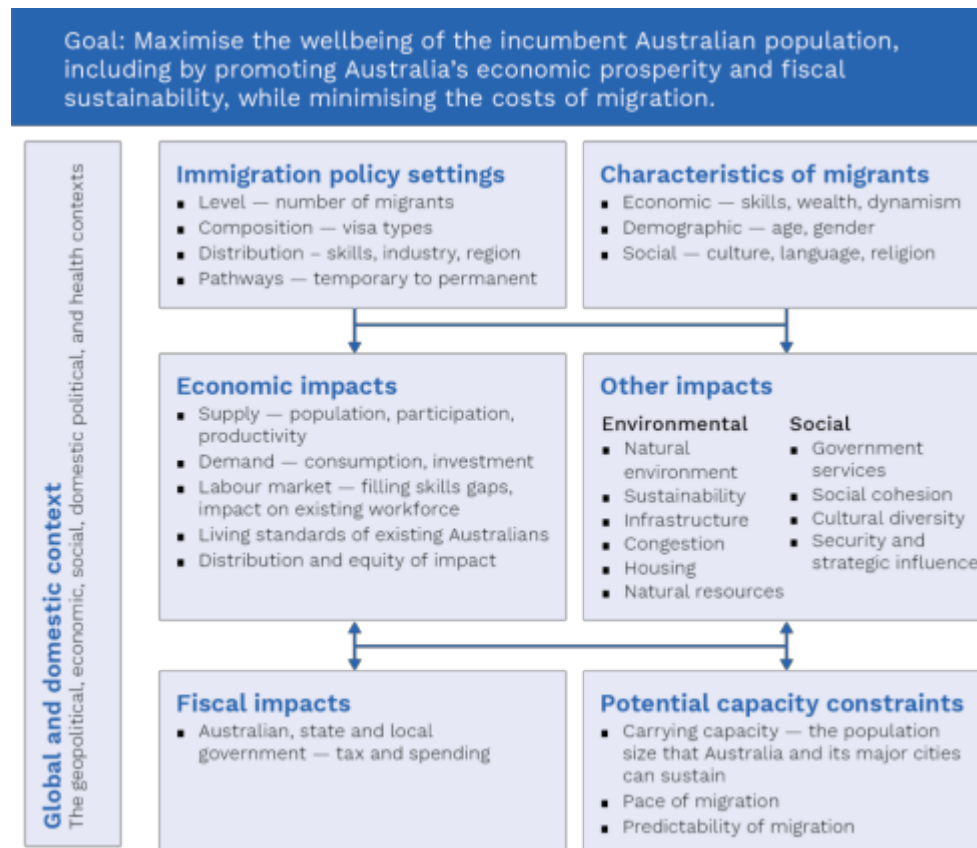 Goal: Maximise the wellbeing of the incumbent Australian population,
including by promoting Australia's economic prosperity and fiscal
sustainability, while minimising the costs of migration.
Global and domestic context
The geopolitical, economic, social, domestic political, and health contexts
Immigration policy settings
▪ Level — number of migrants
▪ Composition — visa types
▪ Distribution – skills, industry, region
▪ Pathways — temporary to permanent
Characteristics of migrants
▪ Economic — skills, wealth, dynamism
▪ Demographic — age, gender
▪ Social — culture, language, religion
Economic impacts
▪ Supply — population, participation,
productivity
▪ Demand — consumption, investment
▪ Labour market — filling skills gaps,
impact on existing workforce
▪ Living standards of existing Australians
▪ Distribution and equity of impact
Other impacts
Environmental
▪ Natural
environment
▪ Sustainability
▪ Infrastructure
▪ Congestion
▪ Housing
▪ Natural resources
Social
▪ Government
services
▪ Social cohesion
▪ Cultural diversity
▪ Security and
strategic influence
Fiscal impacts
▪ Australian, state and local
government — tax and spending
Potential capacity constraints
▪ Carrying capacity — the population
size that Australia and its major cities
can sustain
▪ Pace of migration
▪ Predictability of migration